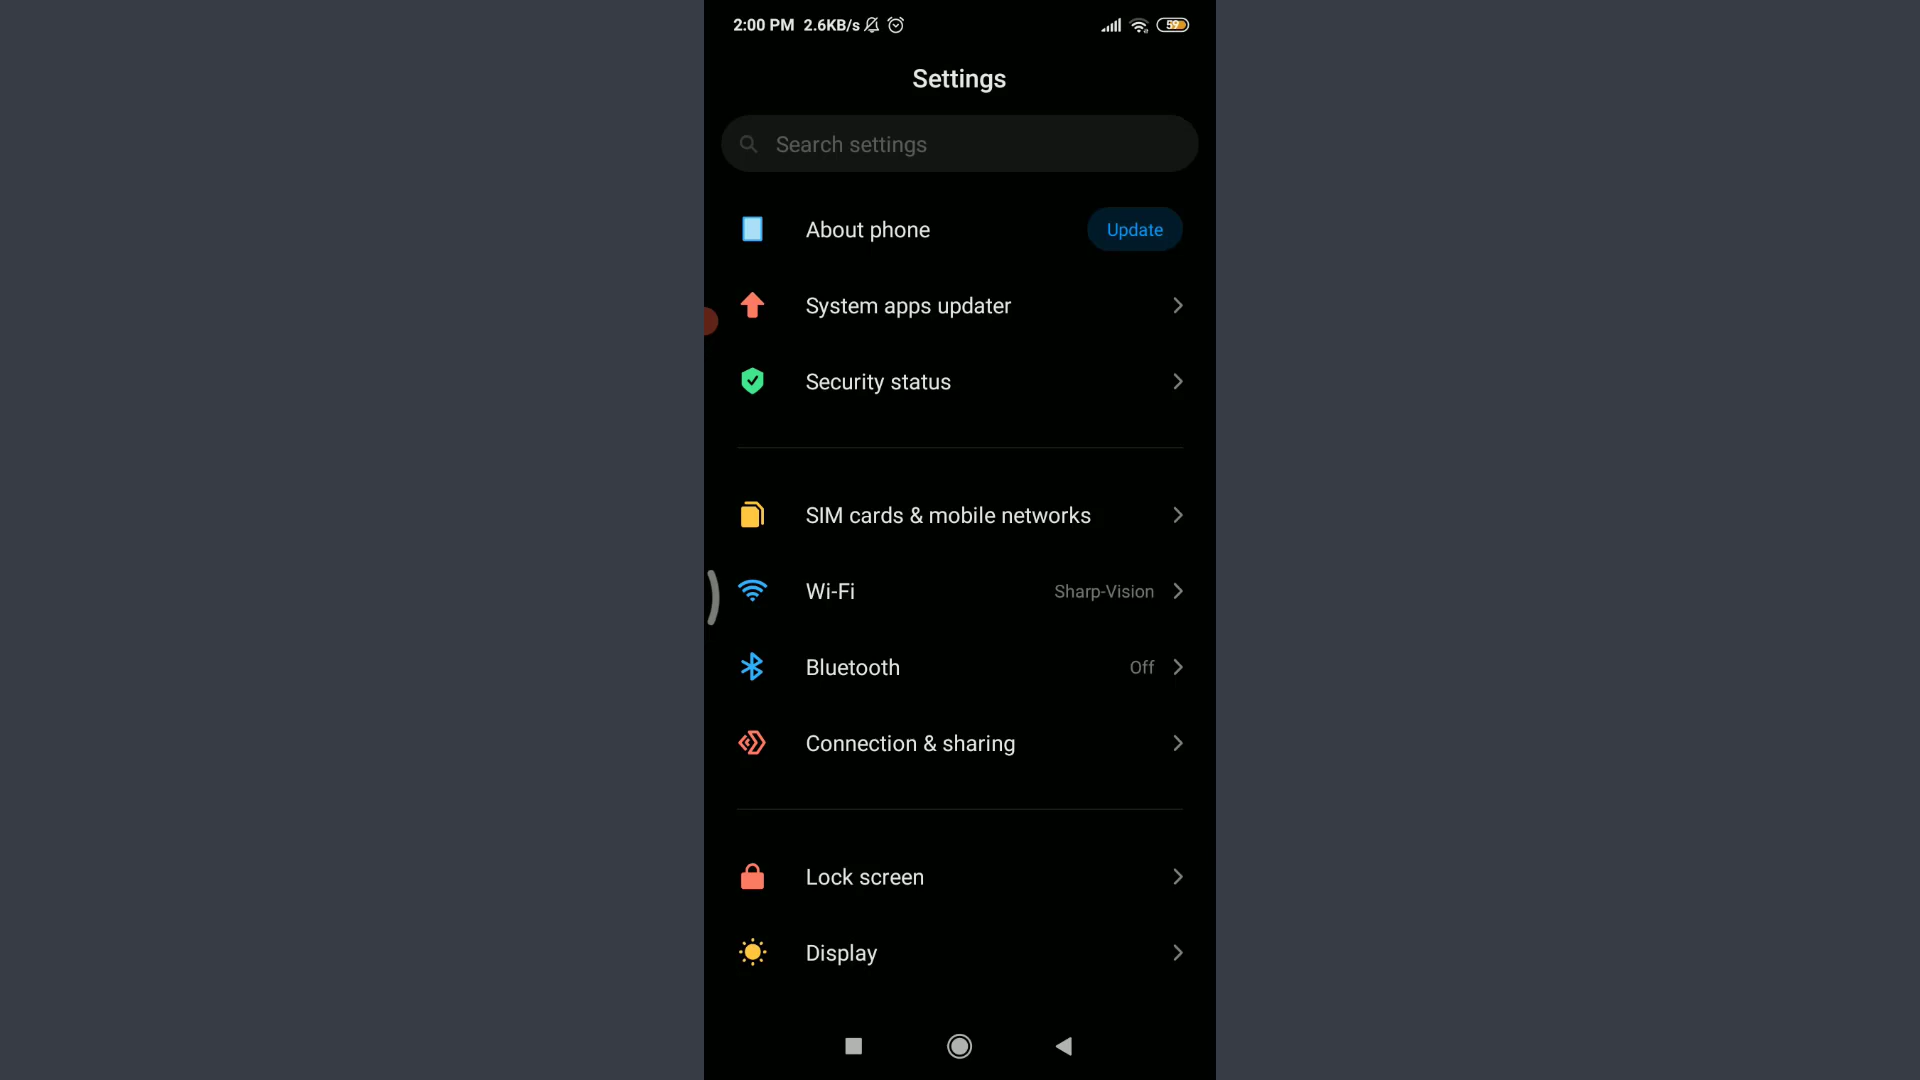 2:00 PM 2.6KB/s 59
Settings
Search settings
About phone Update
System apps updater
Security status
SIM cards & mobile networks
Wi-Fi Sharp-Vision
Bluetooth Off
Connection & sharing
Lock screen
Display